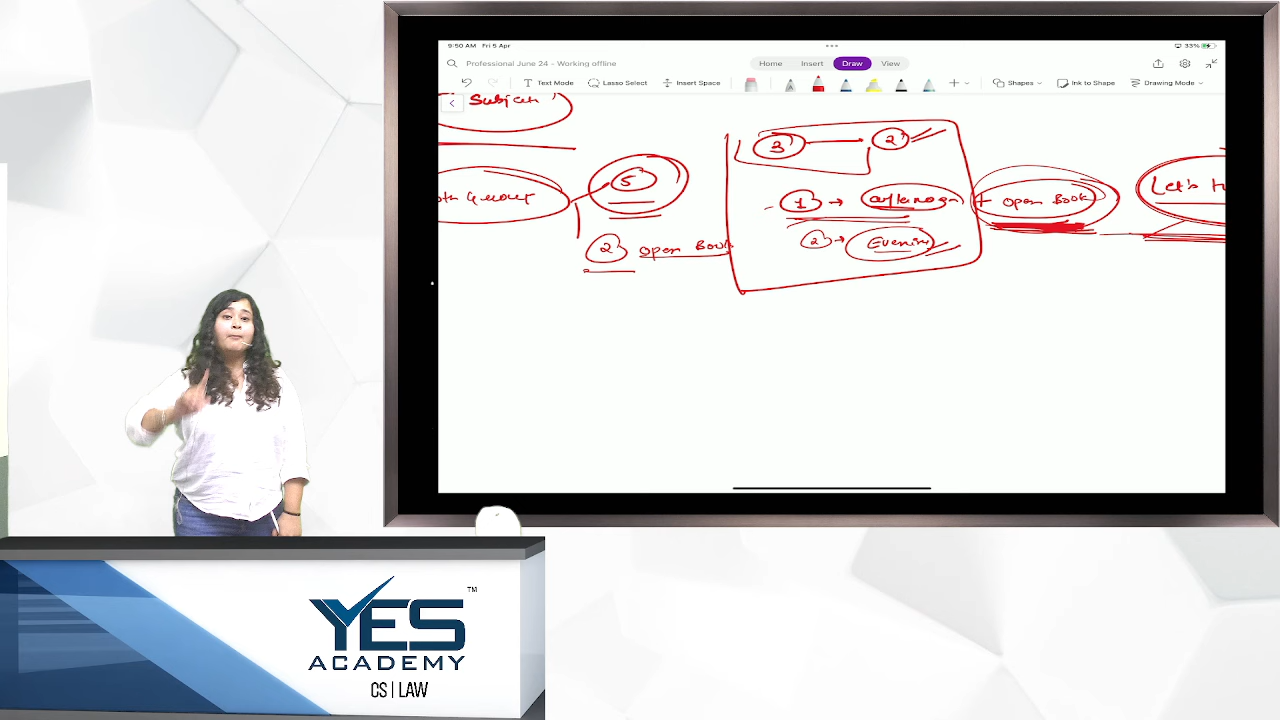 9:50 AM Fri 5 Apr
33%
Professional June 24 - Working offline
Home Insert Draw View
Text Mode Lasso Select Insert Space Shapes Ink to Shape Drawing Mode
Subject
3 2
5
1 → afternoon + open Book
Let's
2 open Book
2 → Evening
YES™
ACADEMY
CS | LAW